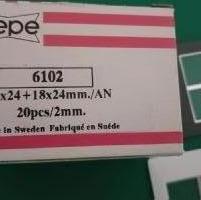 epe
6102
x24+18x24mm./AN
20pcs/2mm.
in Sweden Fabriqué en Suède